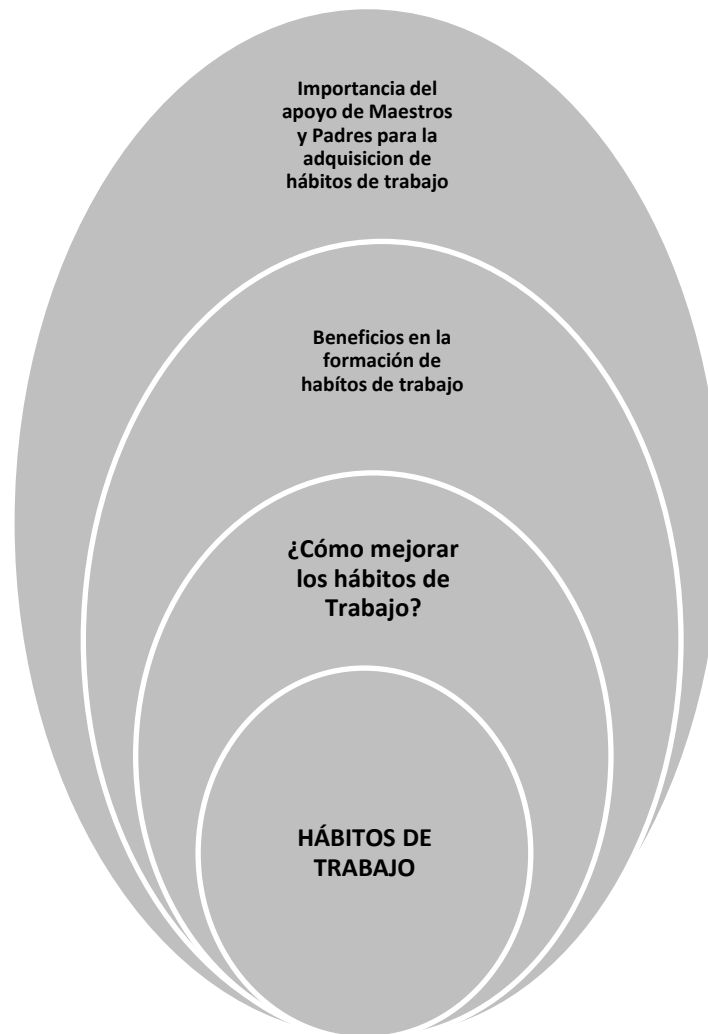 Importancia del
apoyo de Maestros
y Padres para la
adquisicion de
hábitos de trabajo
Beneficios en la
formación de
habítos de trabajo
¿Cómo mejorar
los hábitos de
Trabajo?
HÁBITOS DE
TRABAJO